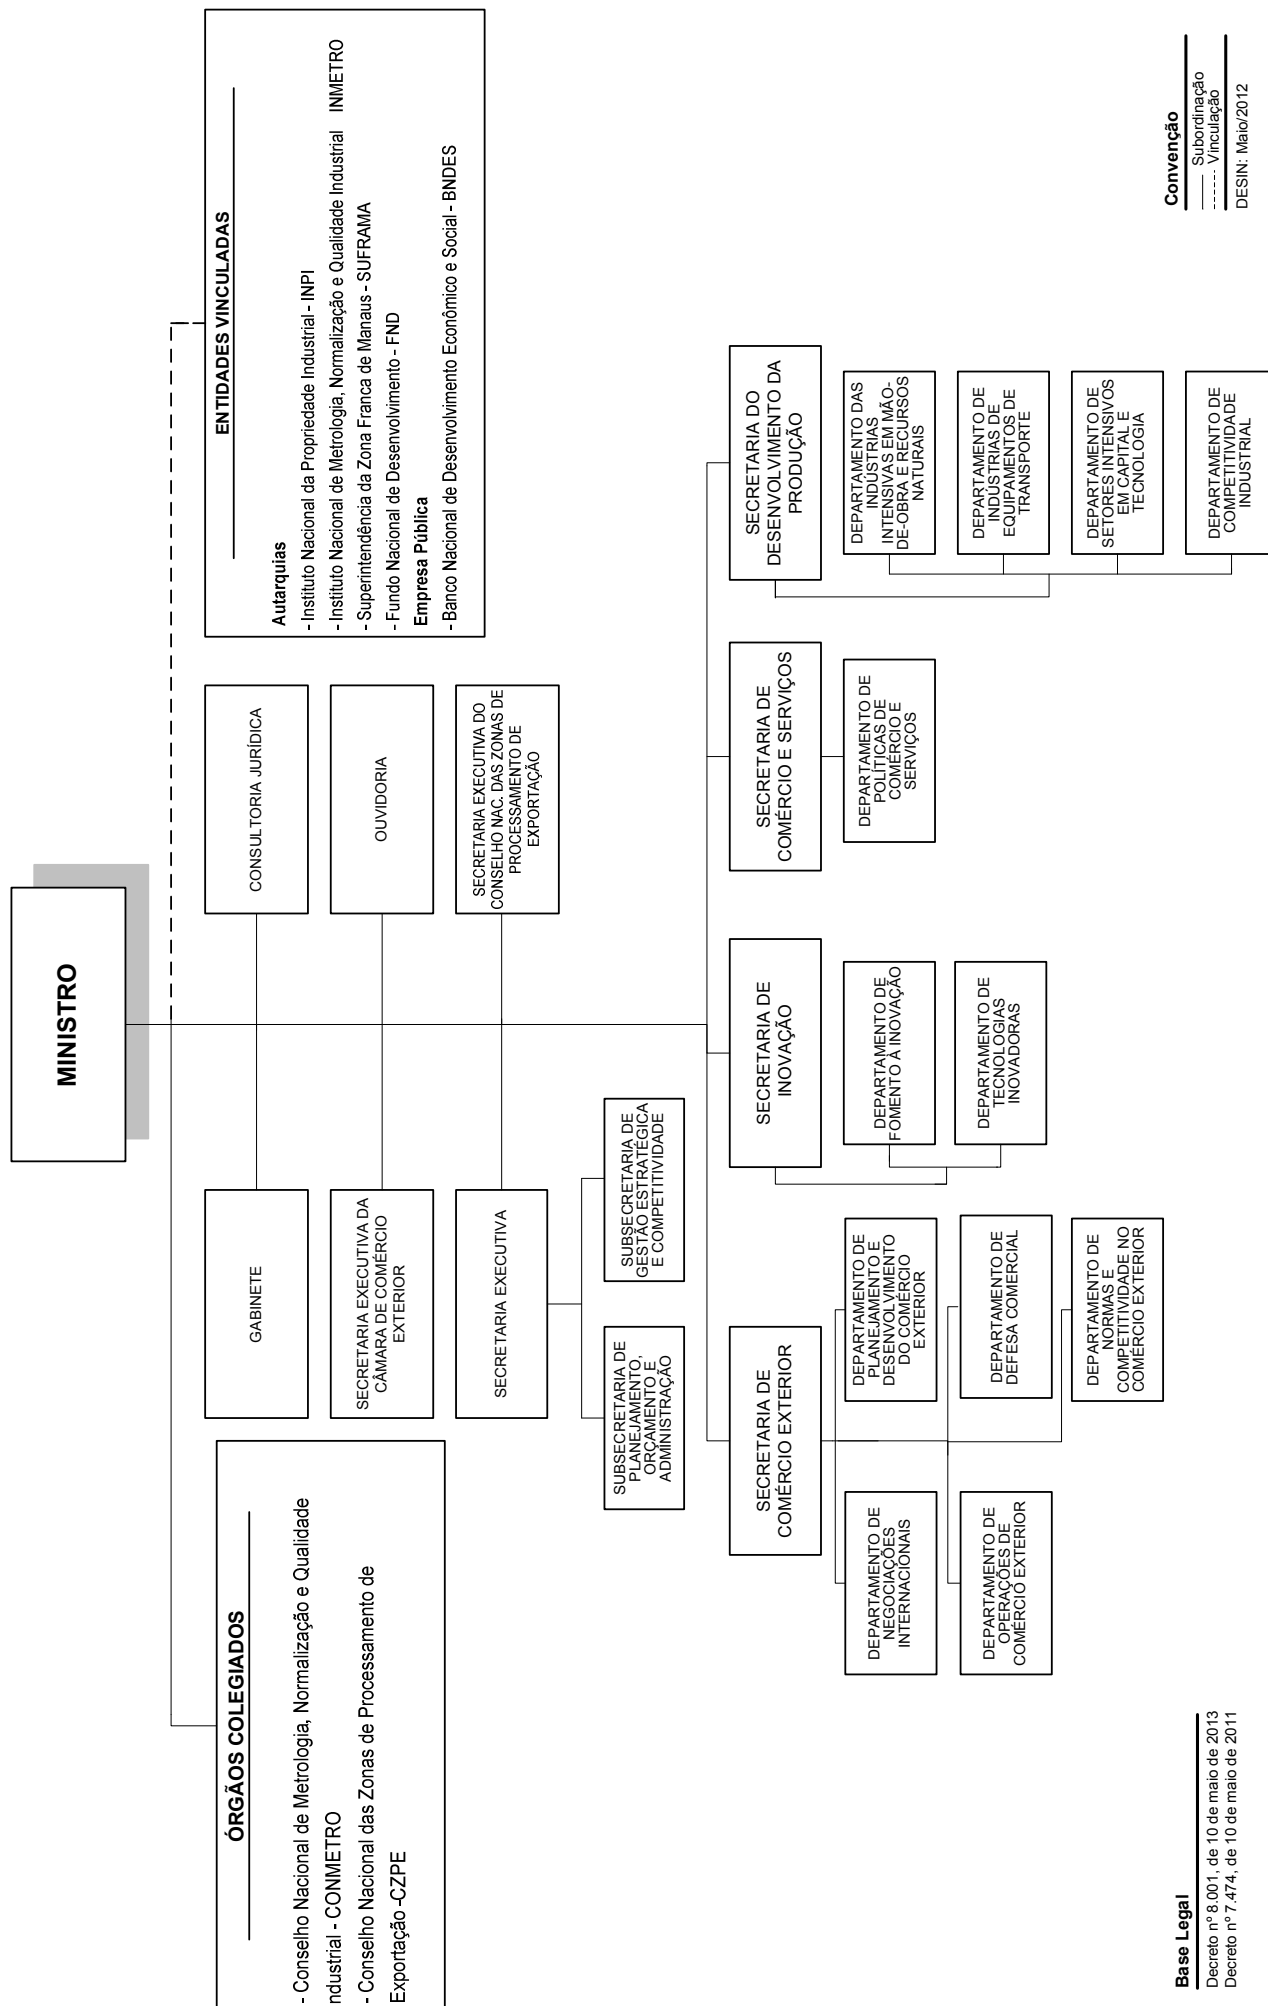 MINISTRO
ÓRGÃOS COLEGIADOS
- Conselho Nacional de Metrologia, Normalização e Qualidade
ndustrial - CONMETRO
- Conselho Nacional das Zonas de Processamento de
Exportação -CZPE
GABINETE
CONSULTORIA JURÍDICA
SECRETARIA EXECUTIVA DA
CÂMARA DE COMÉRCIO
EXTERIOR
OUVIDORIA
SECRETARIA EXECUTIVA
SECRETARIA EXECUTIVA DO
CONSELHO NAC. DAS ZONAS DE
PROCESSAMENTO DE
EXPORTAÇÃO
SUBSECRETARIA DE
PLANEJAMENTO,
ORÇAMENTO E
ADMINISTRAÇÃO
SUBSECRETARIA DE
GESTÃO ESTRATÉGICA
E COMPETITIVIDADE
ENTIDADES VINCULADAS
Autarquias
- Instituto Nacional da Propriedade Industrial - INPI
- Instituto Nacional de Metrologia, Normalização e Qualidade Industrial INMETRO
- Superintendência da Zona Franca de Manaus - SUFRAMA
- Fundo Nacional de Desenvolvimento - FND
Empresa Pública
- Banco Nacional de Desenvolvimento Econômico e Social - BNDES
SECRETARIA DE
COMÉRCIO EXTERIOR
DEPARTAMENTO DE
NEGOCIAÇÕES
INTERNACIONAIS
DEPARTAMENTO DE
PLANEJAMENTO E
DESENVOLVIMENTO
DO COMÉRCIO
EXTERIOR
DEPARTAMENTO DE
OPERAÇÕES DE
COMÉRCIO EXTERIOR
DEPARTAMENTO DE
DEFESA COMERCIAL
DEPARTAMENTO DE
NORMAS E
COMPETITIVIDADE NO
COMÉRCIO EXTERIOR
SECRETARIA DE
INOVAÇÃO
DEPARTAMENTO DE
FOMENTO À INOVAÇÃO
DEPARTAMENTO DE
TECNOLOGIAS
INOVADORAS
SECRETARIA DE
COMÉRCIO E SERVIÇOS
DEPARTAMENTO DE
POLÍTICAS DE
COMÉRCIO E
SERVIÇOS
SECRETARIA DO
DESENVOLVIMENTO DA
PRODUÇÃO
DEPARTAMENTO DAS
INDÚSTRIAS
INTENSIVAS EM MÃO-
DE-OBRA E RECURSOS
NATURAIS
DEPARTAMENTO DE
INDÚSTRIAS DE
EQUIPAMENTOS DE
TRANSPORTE
DEPARTAMENTO DE
SETORES INTENSIVOS
EM CAPITAL E
TECNOLOGIA
DEPARTAMENTO DE
COMPETITIVIDADE
INDUSTRIAL
Base Legal
Decreto nº 8.001, de 10 de maio de 2013
Decreto nº 7.474, de 10 de maio de 2011
Convenção
Subordinação
Vinculação
DESIN: Maio/2012